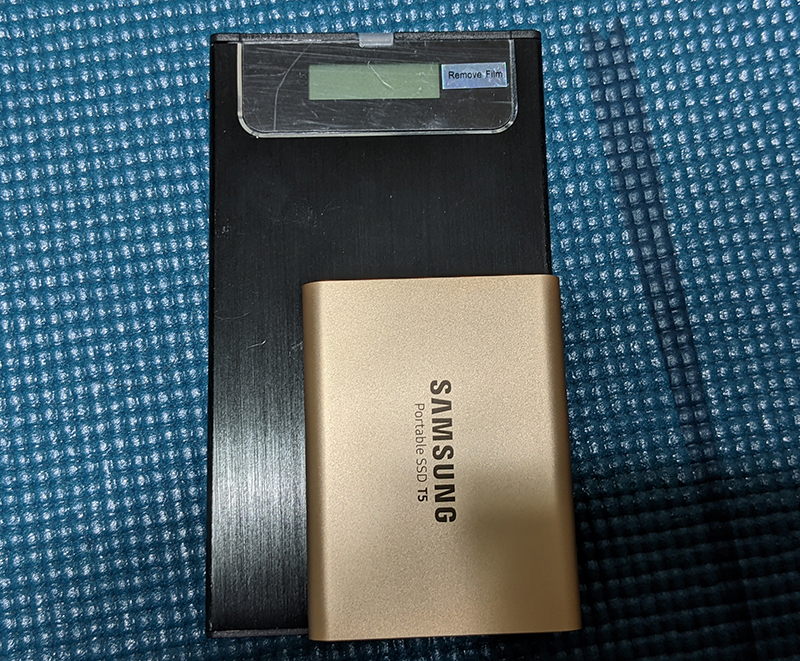 Remove Film
SAMSUNG
Portable SSD T5